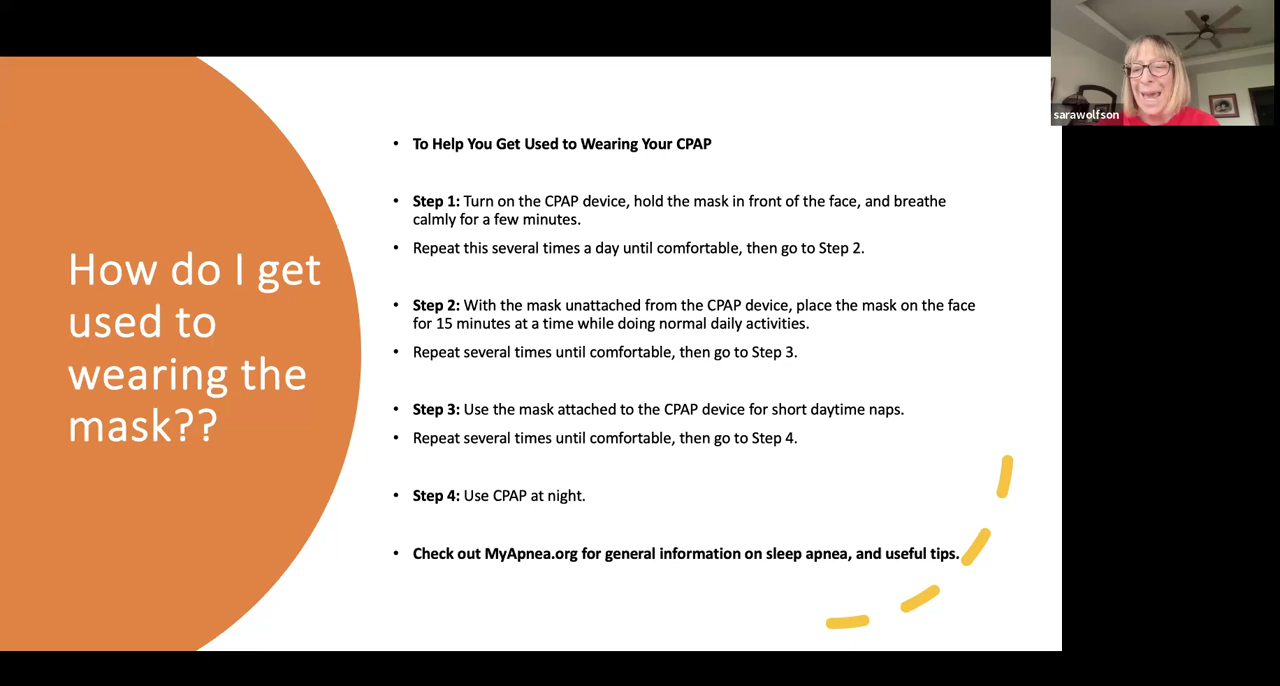 sarawolfson
How do I get
used to
wearing the
mask??
• To Help You Get Used to Wearing Your CPAP
• Step 1: Turn on the CPAP device, hold the mask in front of the face, and breathe
calmly for a few minutes.
• Repeat this several times a day until comfortable, then go to Step 2.
• Step 2: With the mask unattached from the CPAP device, place the mask on the face
for 15 minutes at a time while doing normal daily activities.
• Repeat several times until comfortable, then go to Step 3.
• Step 3: Use the mask attached to the CPAP device for short daytime naps.
• Repeat several times until comfortable, then go to Step 4.
• Step 4: Use CPAP at night.
• Check out MyApnea.org for general information on sleep apnea, and useful tips.